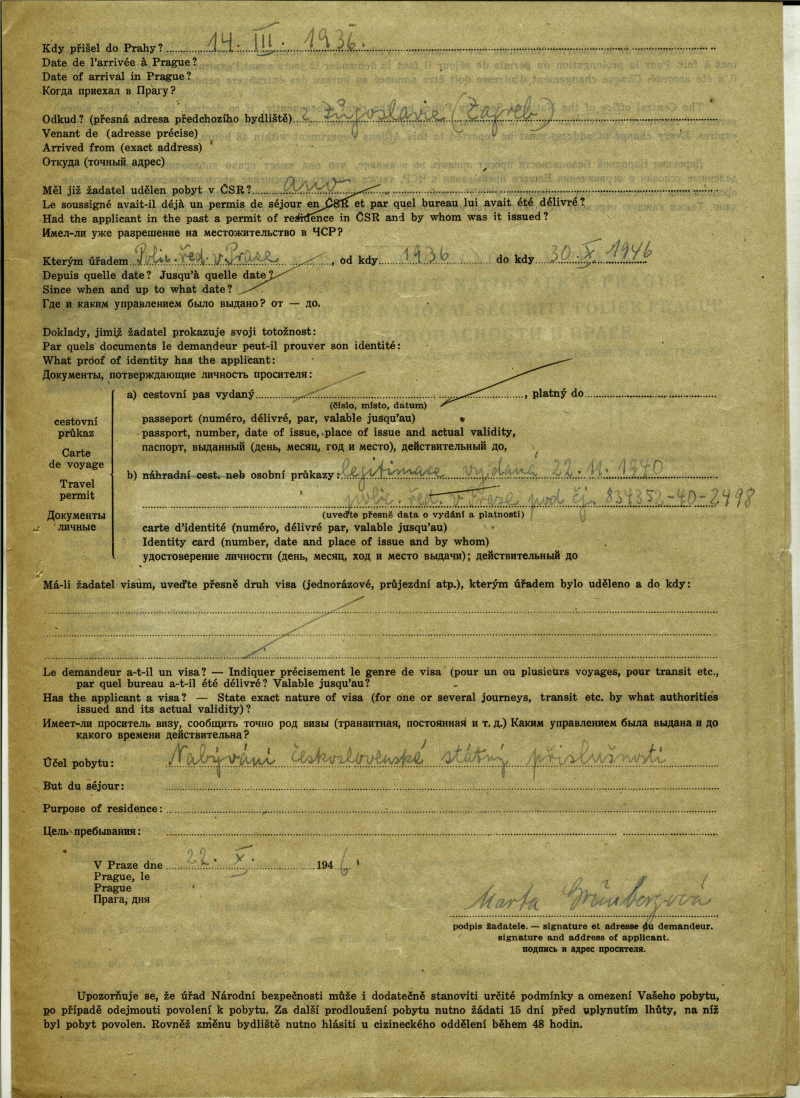 Kdy přišel do Prahy? 14. III. 1936.
Date de l'arrivée à Prague?
Date of arrival in Prague?
Когда приехал в Прагу?
Odkud? (přesná adresa předchozího bydliště) z Jugoslavie (Zagreb)
Venant de (adresse précise)
Arrived from (exact address)
Откуда (точный адрес)
Měl již žadatel udělen pobyt v ČSR? ano
Le soussigné avait-il déjà un permis de séjour en ČSR et par quel bureau lui avait été délivré?
Had the applicant in the past a permit of residence in ČSR and by whom was it issued?
Имел-ли уже разрешение на местожительство в ЧСР?
Kterým úřadem Polic. řed. v Praze, od kdy 1936 do kdy 30. X 1946
Depuis quelle date? Jusqu'à quelle date?
Since when and up to what date?
Где и каким управлением было выдано? от — до.
Doklady, jimiž žadatel prokazuje svoji totožnost:
Par quels documents le demandeur peut-il prouver son identité:
What proof of identity has the applicant:
Документы, потверждающие личность просителя:
cestovní
průkaz
Carte
de voyage
Travel
permit
Документы
личные
a) cestovní pas vydaný, platný do
(číslo, místo, datum)
passeport (numéro, délivré, par, valable jusqu'au)
passport, number, date of issue, place of issue and actual validity,
паспорт, выданный (день, месяц, год и место), действительный до,
b) náhradní cest. neb osobní průkazy: legitimace vydaná 22. 11. 1940
polic. řed. v Praze pod čj. 834352-40-2498
(uveďte přesně data o vydání a platnosti)
carte d'identité (numéro, délivré par, valable jusqu'au)
Identity card (number, date and place of issue and by whom)
удостоверение личности (день, месяц, ход и место выдачи); действительный до
Má-li žadatel visum, uveďte přesně druh visa (jednorázové, průjezdní atp.), kterým úřadem bylo uděleno a do kdy:
Le demandeur a-t-il un visa? — Indiquer précisement le genre de visa (pour un ou plusieurs voyages, pour transit etc.,
par quel bureau a-t-il été délivré? Valable jusqu'au?
Has the applicant a visa? — State exact nature of visa (for one or several journeys, transit etc. by what authorities
issued and its actual validity)?
Имеет-ли проситель визу, сообщить точно род визы (транзитная, постоянная и т. д.) Каким управлением была выдана и до
какого времени действительна?
Účel pobytu: Nabývání československé státný příslušnosti
But du séjour:
Purpose of residence:
Цель пребывания:
V Praze dne 22. X. 1946
Prague, le
Prague
Прага, дня
Marta Grünbergová
podpis žadatele. — signature et adresse du demandeur.
signature and address of applicant.
подпись и адрес просителя.
Upozorňuje se, že úřad Národní bezpečnosti může i dodatečně stanoviti určité podmínky a omezení Vašeho pobytu,
po případě odejmouti povolení k pobytu. Za další prodloužení pobytu nutno žádati 15 dní před uplynutím lhůty, na níž
byl pobyt povolen. Rovněž změnu bydliště nutno hlásiti u cizineckého oddělení během 48 hodin.